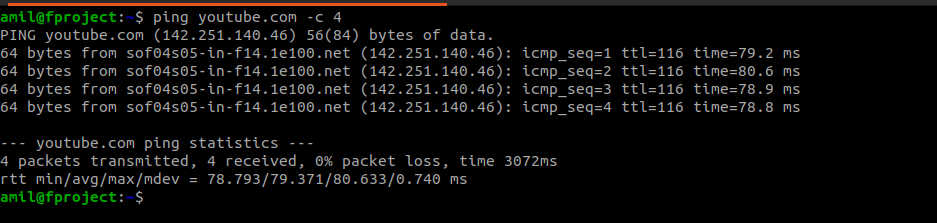 amil@fproject:~$ ping youtube.com -c 4
PING youtube.com (142.251.140.46) 56(84) bytes of data.
64 bytes from sof04s05-in-f14.1e100.net (142.251.140.46): icmp_seq=1 ttl=116 time=79.2 ms
64 bytes from sof04s05-in-f14.1e100.net (142.251.140.46): icmp_seq=2 ttl=116 time=80.6 ms
64 bytes from sof04s05-in-f14.1e100.net (142.251.140.46): icmp_seq=3 ttl=116 time=78.9 ms
64 bytes from sof04s05-in-f14.1e100.net (142.251.140.46): icmp_seq=4 ttl=116 time=78.8 ms

--- youtube.com ping statistics ---
4 packets transmitted, 4 received, 0% packet loss, time 3072ms
rtt min/avg/max/mdev = 78.793/79.371/80.633/0.740 ms
amil@fproject:~$